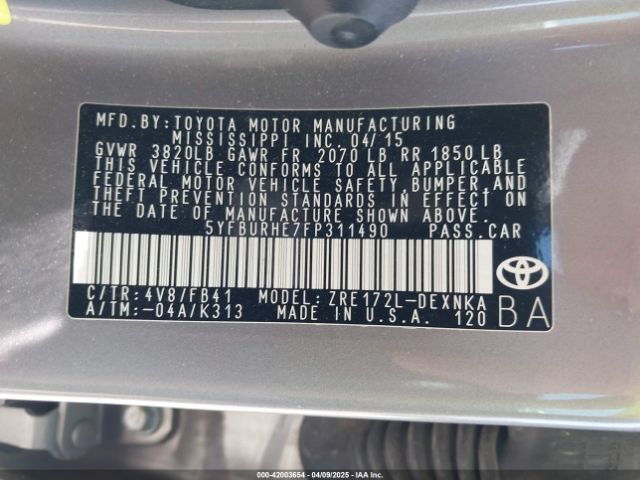 MFD.BY:TOYOTA MOTOR MANUFACTURING
MISSISSIPPI INC.04/15
GVWR 3820LB GAWR FR 2070 LB RR 1850 LB
THIS VEHICLE CONFORMS TO ALL APPLICABLE
FEDERAL MOTOR VEHICLE SAFETY,BUMPER,AND
THEFT PREVENTION STANDARDS IN EFFECT ON
THE DATE OF MANUFACTURE SHOWN ABOVE.
5YFBURHE7FP311490 PASS.CAR
C/TR:4V8/FB41 MODEL:ZRE172L-DEXNKA
A/TM:-04A/K313 MADE IN U.S.A. 120
BA
TOYOTA
000-42003654 | 04/09/2025 - IAA Inc.